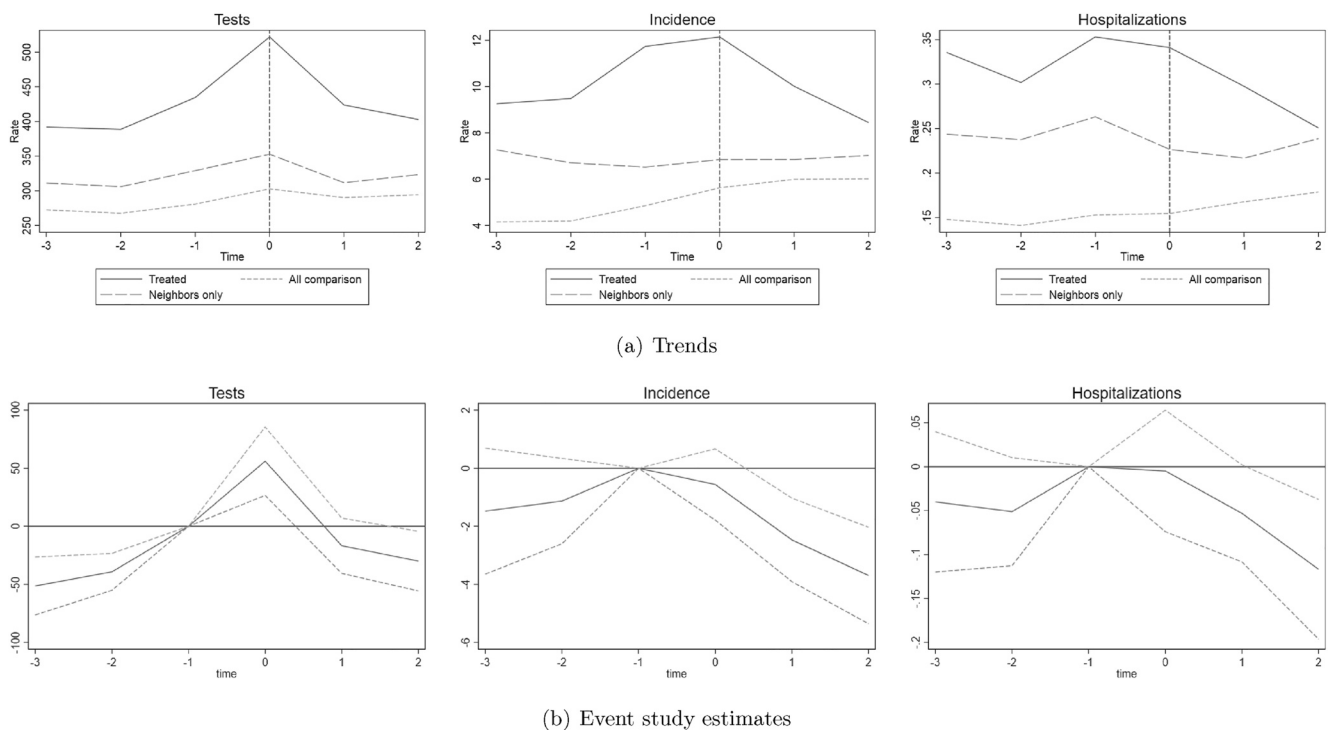 Tests
Incidence
Hospitalizations
Rate
250 300 350 400 450 500
Rate
4 6 8 10 12
Rate
.15 .2 .25 .3 .35
-3 -2 -1 0 1 2
-3 -2 -1 0 1 2
-3 -2 -1 0 1 2
Time
Time
Time
Treated All comparison
Neighbors only
Treated All comparison
Neighbors only
Treated All comparison
Neighbors only
(a) Trends
Tests
Incidence
Hospitalizations
-100 -50 0 50 100
-6 -4 -2 0 2
-.2 -.15 -.1 -.05 0 .05
-3 -2 -1 0 1 2
-3 -2 -1 0 1 2
-3 -2 -1 0 1 2
time
time
time
(b) Event study estimates